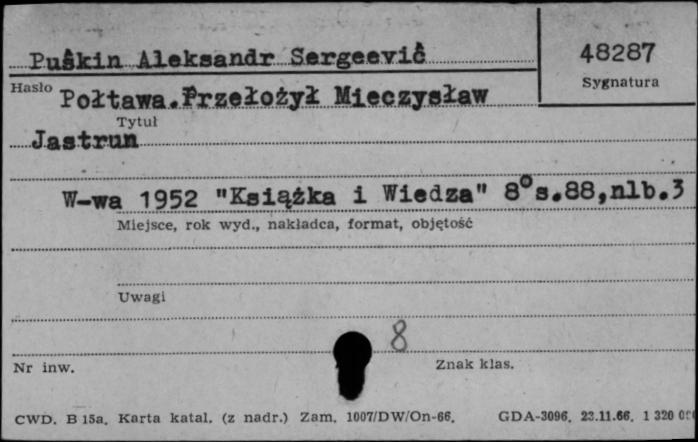 Puškin Aleksandr Sergeevič
48287
Sygnatura
Hasło
Połtawa.Przełożył Mieczysław
Tytuł
Jastrun
W-wa 1952 "Książka i Wiedza" 8° s.88,nlb.3
Miejsce, rok wyd., nakładca, format, objętość
Uwagi
8
Nr inw.
Znak klas.
CWD. B 15a. Karta katal. (z nadr.) Zam. 1007/DW/On-66. GDA-3096. 23.11.66. 1 320